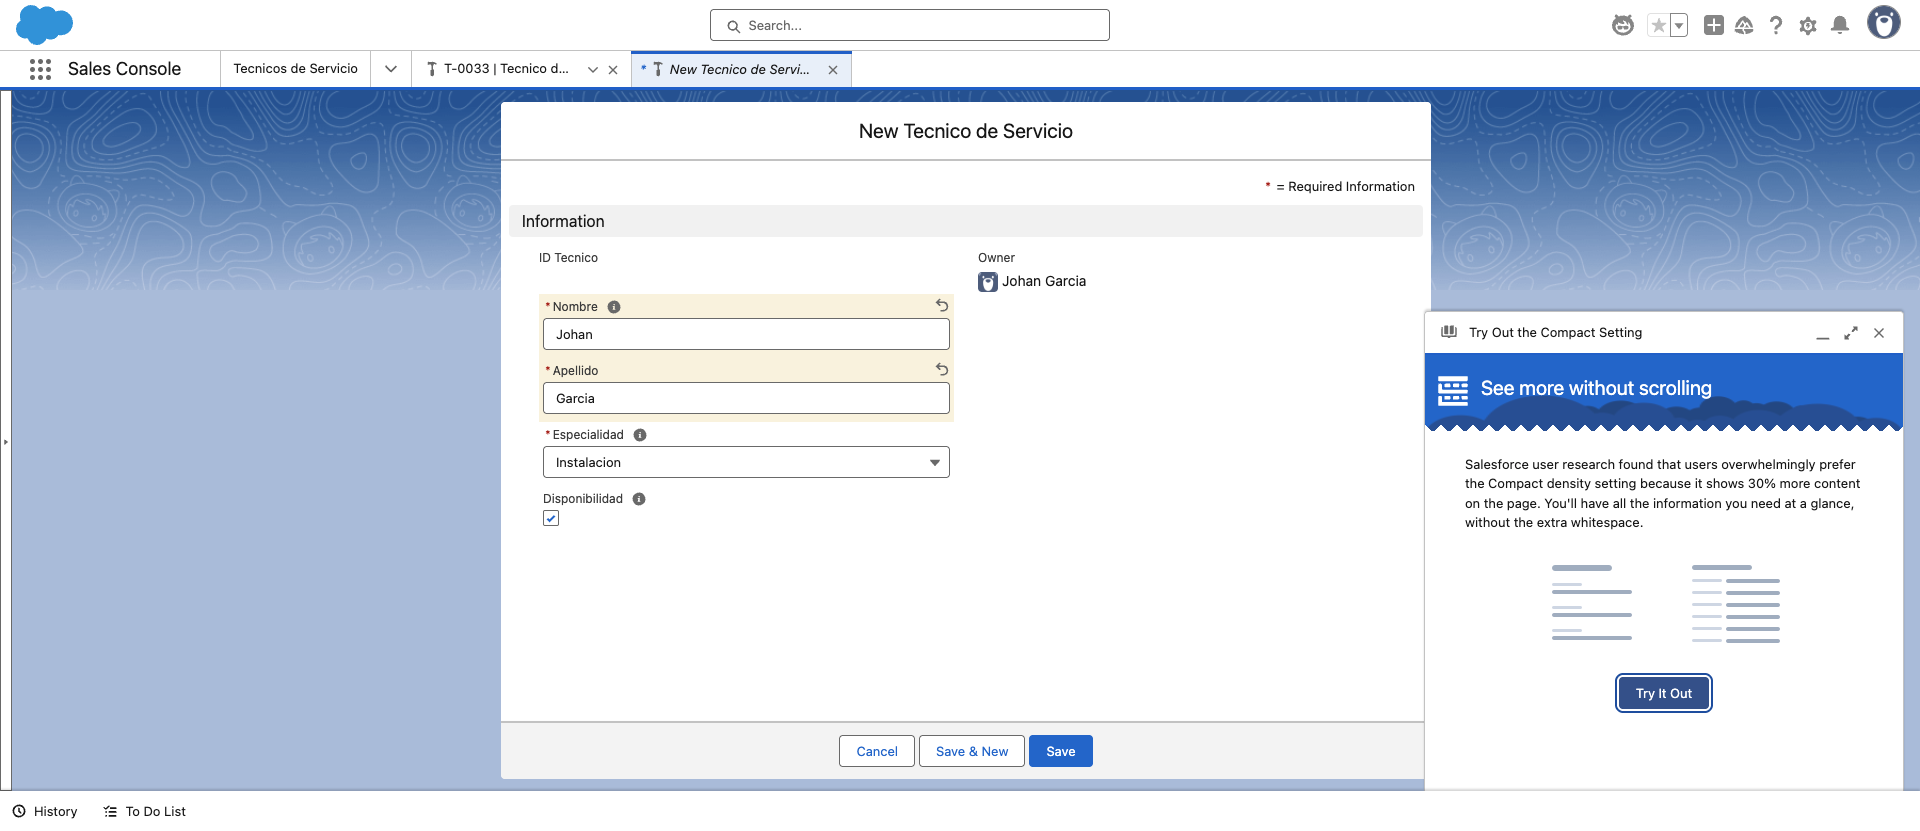 Search...
Sales Console
Tecnicos de Servicio
T-0033 | Tecnico d...
* New Tecnico de Servi...
New Tecnico de Servicio
* = Required Information
Information
ID Tecnico
Owner
Johan Garcia
* Nombre
Johan
* Apellido
Garcia
* Especialidad
Instalacion
Disponibilidad
Cancel
Save & New
Save
Try Out the Compact Setting
See more without scrolling
Salesforce user research found that users overwhelmingly prefer
the Compact density setting because it shows 30% more content
on the page. You'll have all the information you need at a glance,
without the extra whitespace.
Try It Out
History
To Do List